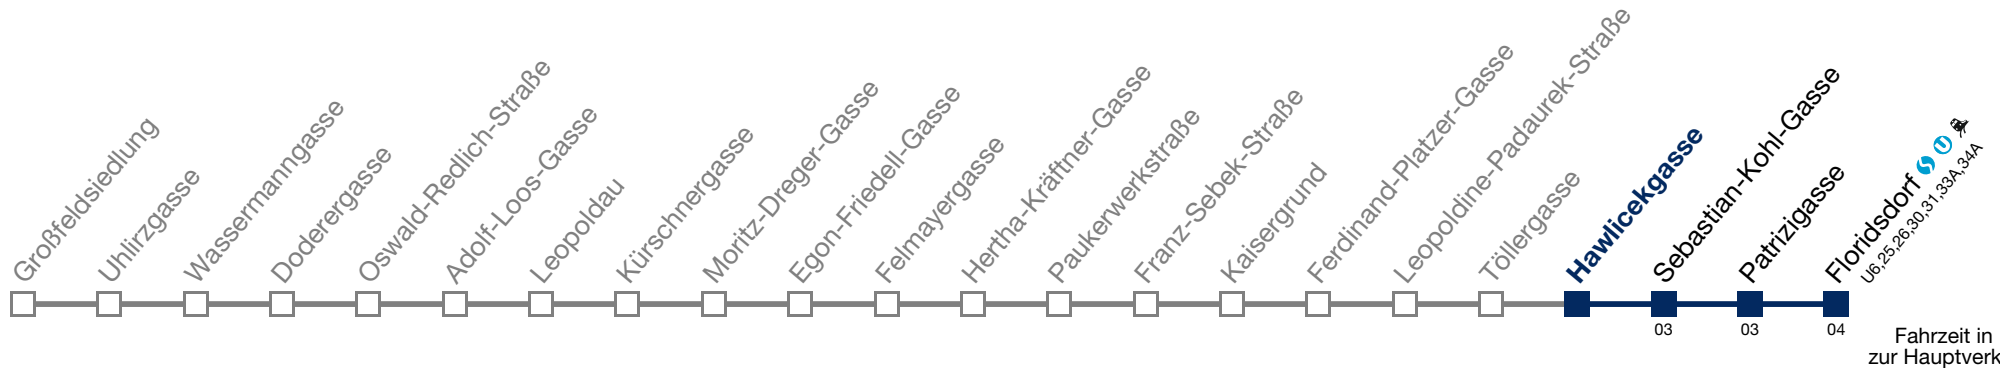 Großfeldsiedlung
Uhlirzgasse
Wassermanngasse
Doderergasse
Oswald-Redlich-Straße
Adolf-Loos-Gasse
Leopoldau
Kürschnergasse
Moritz-Dreger-Gasse
Egon-Friedell-Gasse
Felmayergasse
Hertha-Kräftner-Gasse
Paukerwerkstraße
Franz-Sebek-Straße
Kaisergrund
Ferdinand-Platzer-Gasse
Leopoldine-Padaurek-Straße
Töllergasse
Hawlicekgasse
Sebastian-Kohl-Gasse
Patrizigasse
Floridsdorf S U
U6,25,26,30,31,33A,34A
03
03
04
Fahrzeit in
zur Hauptverk